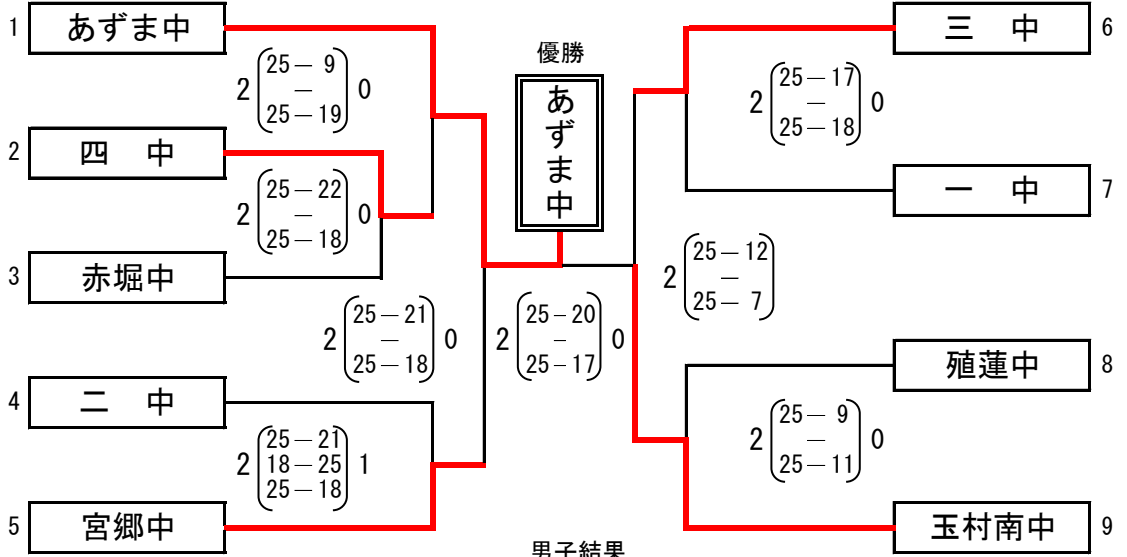 1 あずま中
2 四 中
3 赤堀中
4 二 中
5 宮郷中
2 25－ 9 0
－
25－19
2 25－22 0
－
25－18
2 25－21 0
－
25－18
2 25－21 1
18－25
25－18
優勝
あずま中
2 25－20 0
－
25－17
三 中 6
一 中 7
殖蓮中 8
玉村南中 9
2 25－17 0
－
25－18
2 25－12
－
25－ 7
2 25－ 9 0
－
25－11
男子結果